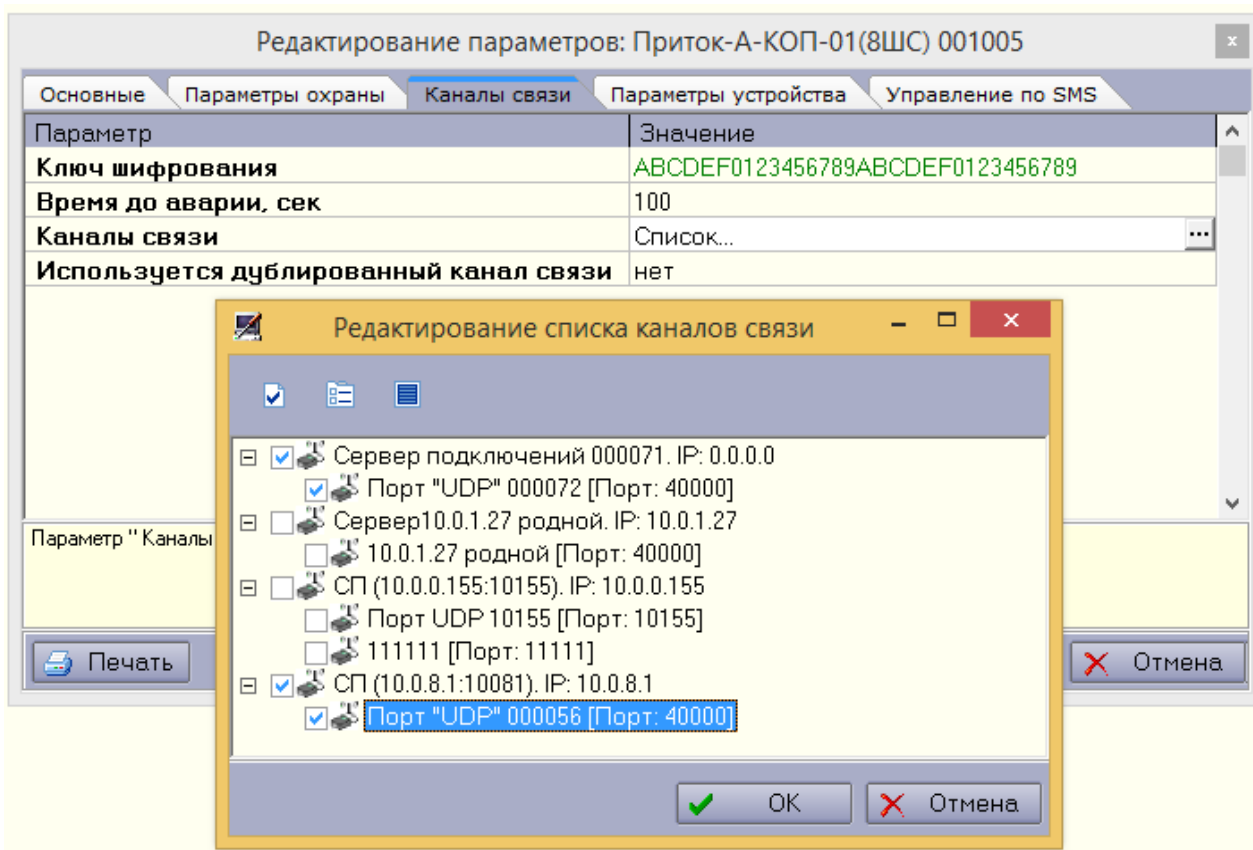 Редактирование параметров: Приток-А-КОП-01(8ШС) 001005
Основные Параметры охраны Каналы связи Параметры устройства Управление по SMS
Параметр Значение
Ключ шифрования ABCDEF0123456789ABCDEF0123456789
Время до аварии, сек 100
Каналы связи Список... ...
Используется дублированный канал связи нет
Редактирование списка каналов связи
Сервер подключений 000071. IP: 0.0.0.0
Порт "UDP" 000072 [Порт: 40000]
Сервер10.0.1.27 родной. IP: 10.0.1.27
10.0.1.27 родной [Порт: 40000]
СП (10.0.0.155:10155). IP: 10.0.0.155
Порт UDP 10155 [Порт: 10155]
111111 [Порт: 11111]
СП (10.0.8.1:10081). IP: 10.0.8.1
Порт "UDP" 000056 [Порт: 40000]
Параметр "Каналы
Печать Отмена
OK Отмена